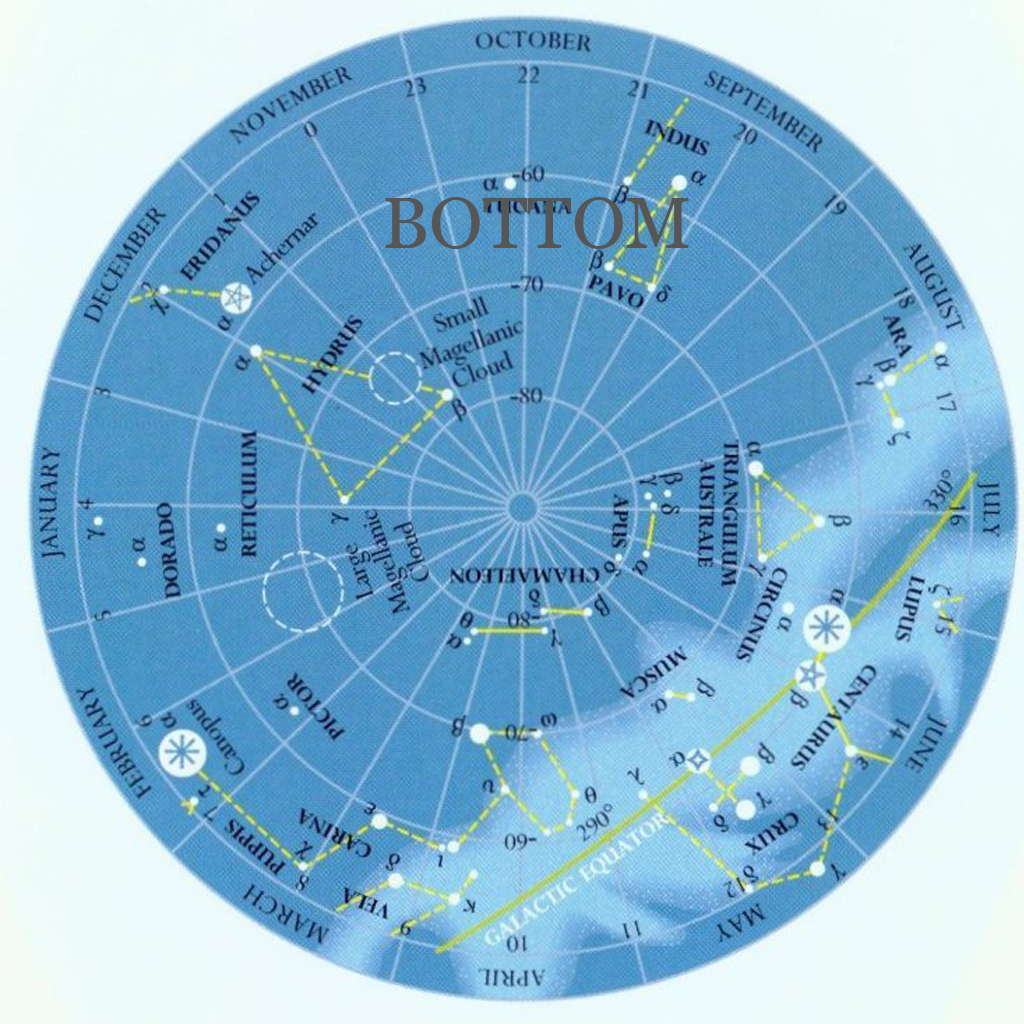 OCTOBER
NOVEMBER
23
22
21
SEPTEMBER
0
20
INDUS
α
-60
α
β
1
ERIDANUS
BOTTOM
19
DECEMBER
Achernar
β
PAVO
δ
AUGUST
χ
2
α
-70
18
ARA
Small
Magellanic
Cloud
HYDRUS
α
β
γ
α
ζ
17
3
β
-80
JANUARY
RETICULUM
α
TRIANGULUM
AUSTRALE
β
γ
δ
α
APUS
δ
γ
β
330°
16
JULY
4
γ
α
DORADO
α
γ
Large
Magellanic
Cloud
CHAMAELEON
δ
β
-80
γ
θ
α
CIRCINUS
α
α
LUPUS
ζ
15
5
MUSCA
α
β
β
CENTAURUS
14
JUNE
ε
FEBRUARY
6
α
Canopus
PICTOR
α
β
-70
ω
υ
θ
290°
λ
α
β
γ
δ
CRUX
13
γ
τ
7
PUPPIS
χ
8
CARINA
ε
δ
ι
-60
GALACTIC EQUATOR
δ
12
MAY
MARCH
VELA
9
κ
10
11
APRIL